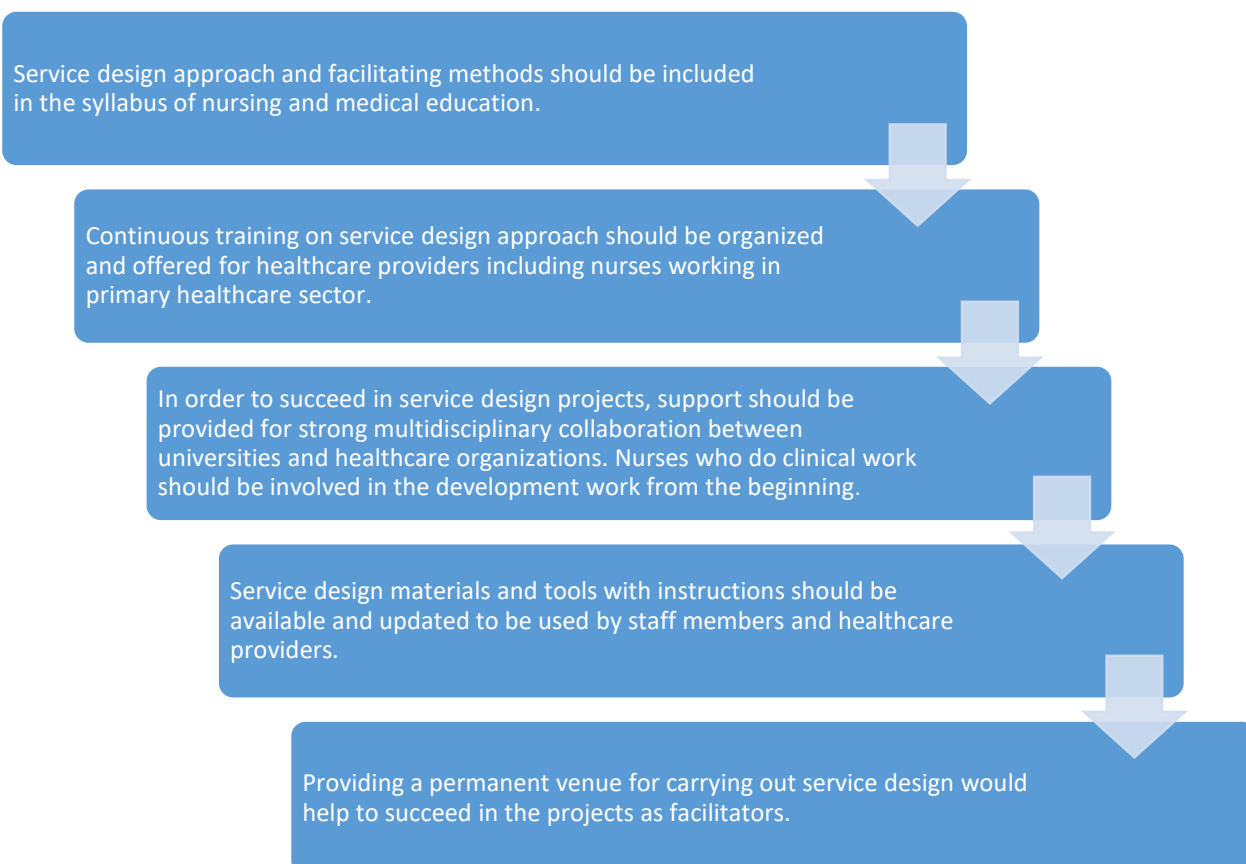 Service design approach and facilitating methods should be included
in the syllabus of nursing and medical education.
Continuous training on service design approach should be organized
and offered for healthcare providers including nurses working in
primary healthcare sector.
In order to succeed in service design projects, support should be
provided for strong multidisciplinary collaboration between
universities and healthcare organizations. Nurses who do clinical work
should be involved in the development work from the beginning.
Service design materials and tools with instructions should be
available and updated to be used by staff members and healthcare
providers.
Providing a permanent venue for carrying out service design would
help to succeed in the projects as facilitators.